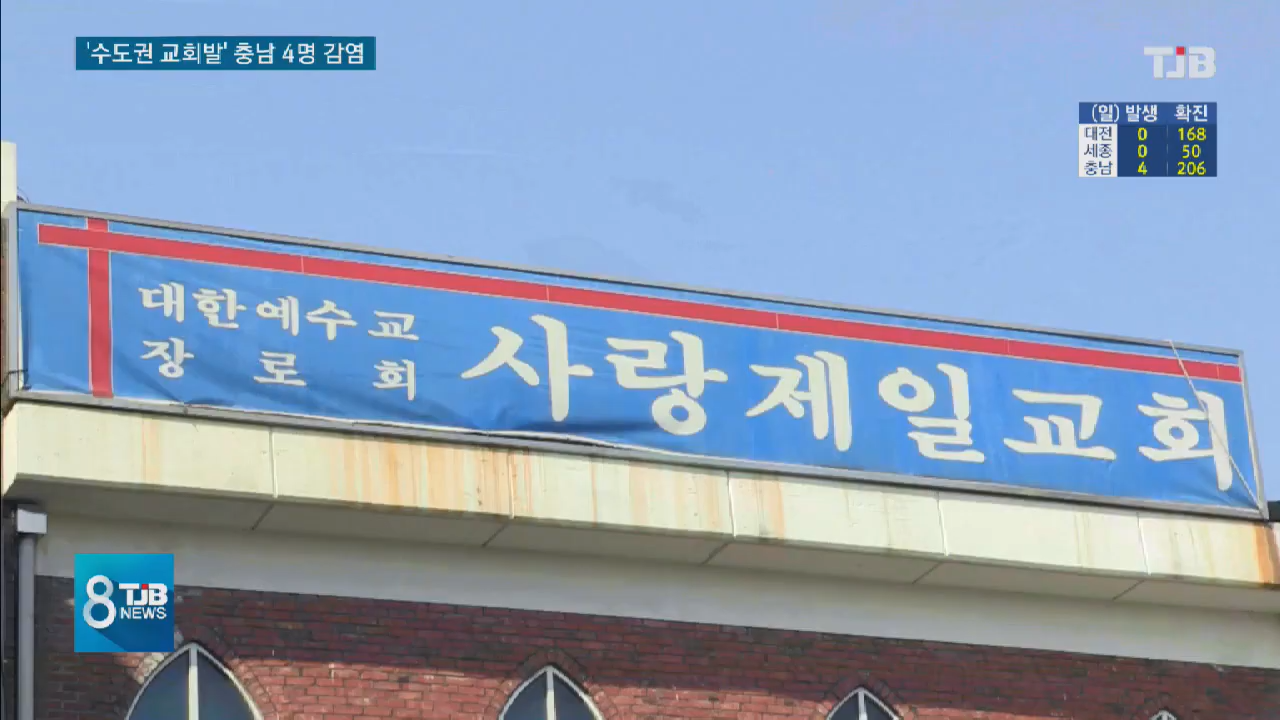 '수도권 교회발' 충남 4명 감염
TJB
(일) 발생 확진
대전 0 168
세종 0 50
충남 4 206
대한예수교
장로회
사랑제일교회
8 TJB
NEWS